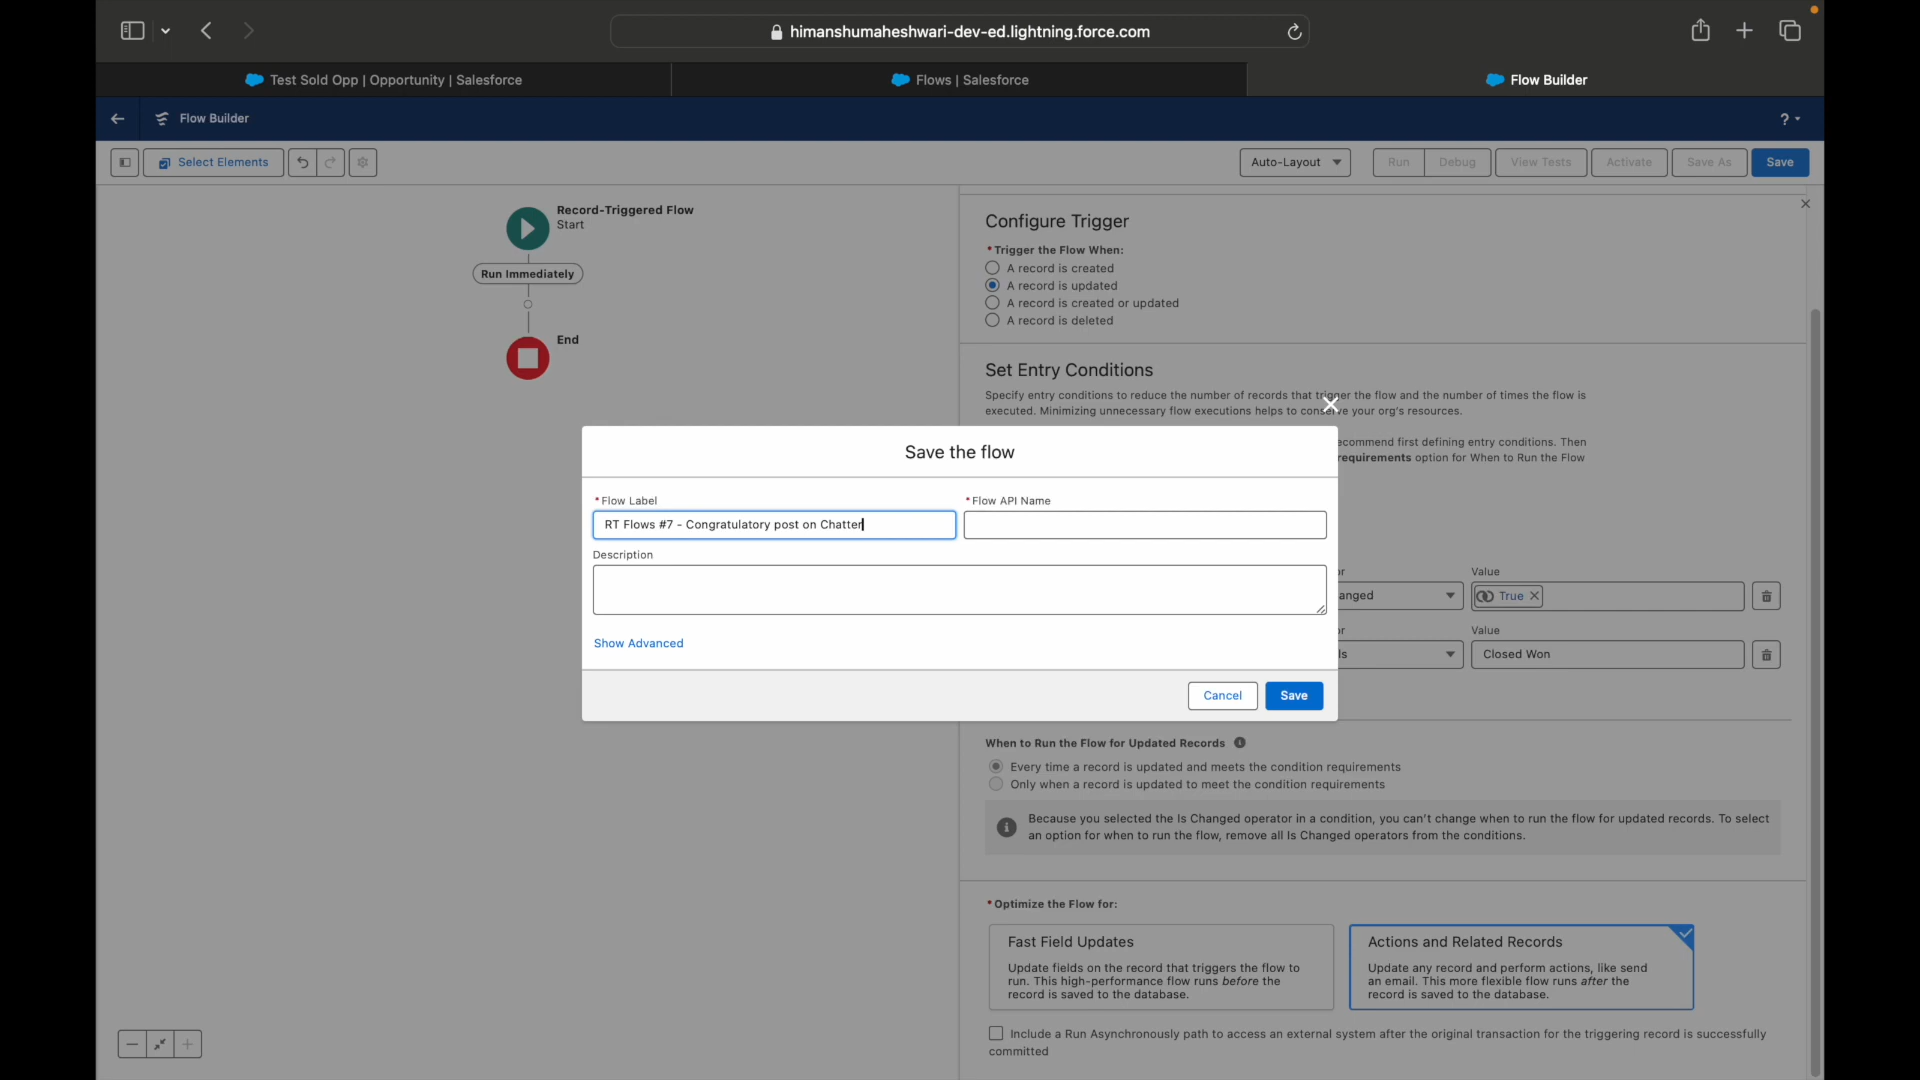 himanshumaheshwari-dev-ed.lightning.force.com
Test Sold Opp | Opportunity | Salesforce
Flows | Salesforce
Flow Builder
Flow Builder
?
Select Elements
Auto-Layout
Run
Debug
View Tests
Activate
Save As
Save
Record-Triggered Flow
Start
Run Immediately
End
Configure Trigger
* Trigger the Flow When:
A record is created
A record is updated
A record is created or updated
A record is deleted
Set Entry Conditions
Specify entry conditions to reduce the number of records that trigger the flow and the number of times the flow is
executed. Minimizing unnecessary flow executions helps to conserve your org's resources.
ecommend first defining entry conditions. Then
requirements option for When to Run the Flow
Save the flow
* Flow Label
* Flow API Name
RT Flows #7 - Congratulatory post on Chatter
Description
Show Advanced
Cancel
Save
or
Value
anged
True
or
Value
ls
Closed Won
When to Run the Flow for Updated Records
Every time a record is updated and meets the condition requirements
Only when a record is updated to meet the condition requirements
Because you selected the Is Changed operator in a condition, you can't change when to run the flow for updated records. To select
an option for when to run the flow, remove all Is Changed operators from the conditions.
* Optimize the Flow for:
Fast Field Updates
Update fields on the record that triggers the flow to
run. This high-performance flow runs before the
record is saved to the database.
Actions and Related Records
Update any record and perform actions, like send
an email. This more flexible flow runs after the
record is saved to the database.
Include a Run Asynchronously path to access an external system after the original transaction for the triggering record is successfully
committed